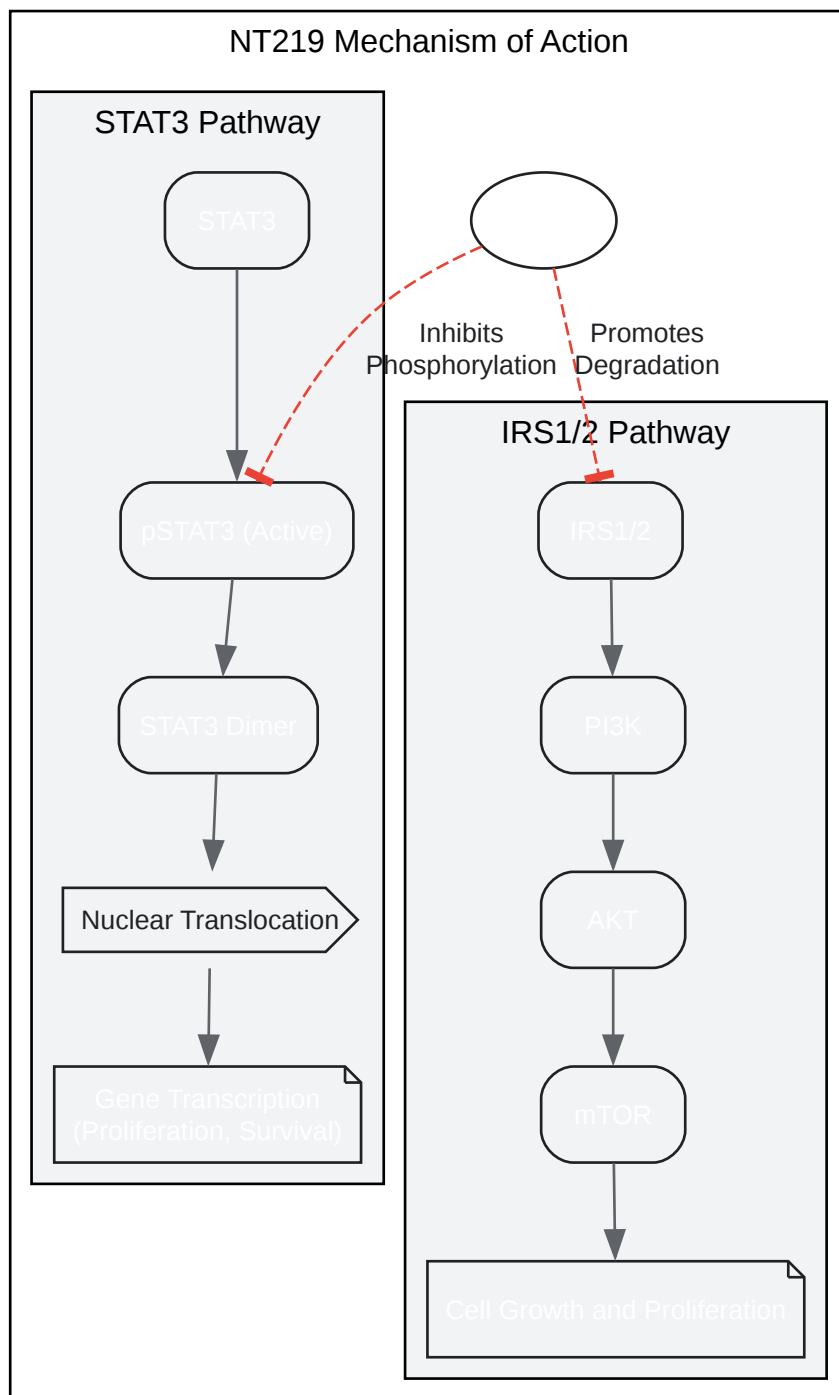 NT219 Mechanism of Action
STAT3 Pathway
STAT3
Inhibits
Phosphorylation
Promotes
Degradation
IRS1/2 Pathway
pSTAT3 (Active)
IRS1/2
STAT3 Dimer
PI3K
Nuclear Translocation
AKT
Gene Transcription
(Proliferation, Survival)
mTOR
Cell Growth and Proliferation